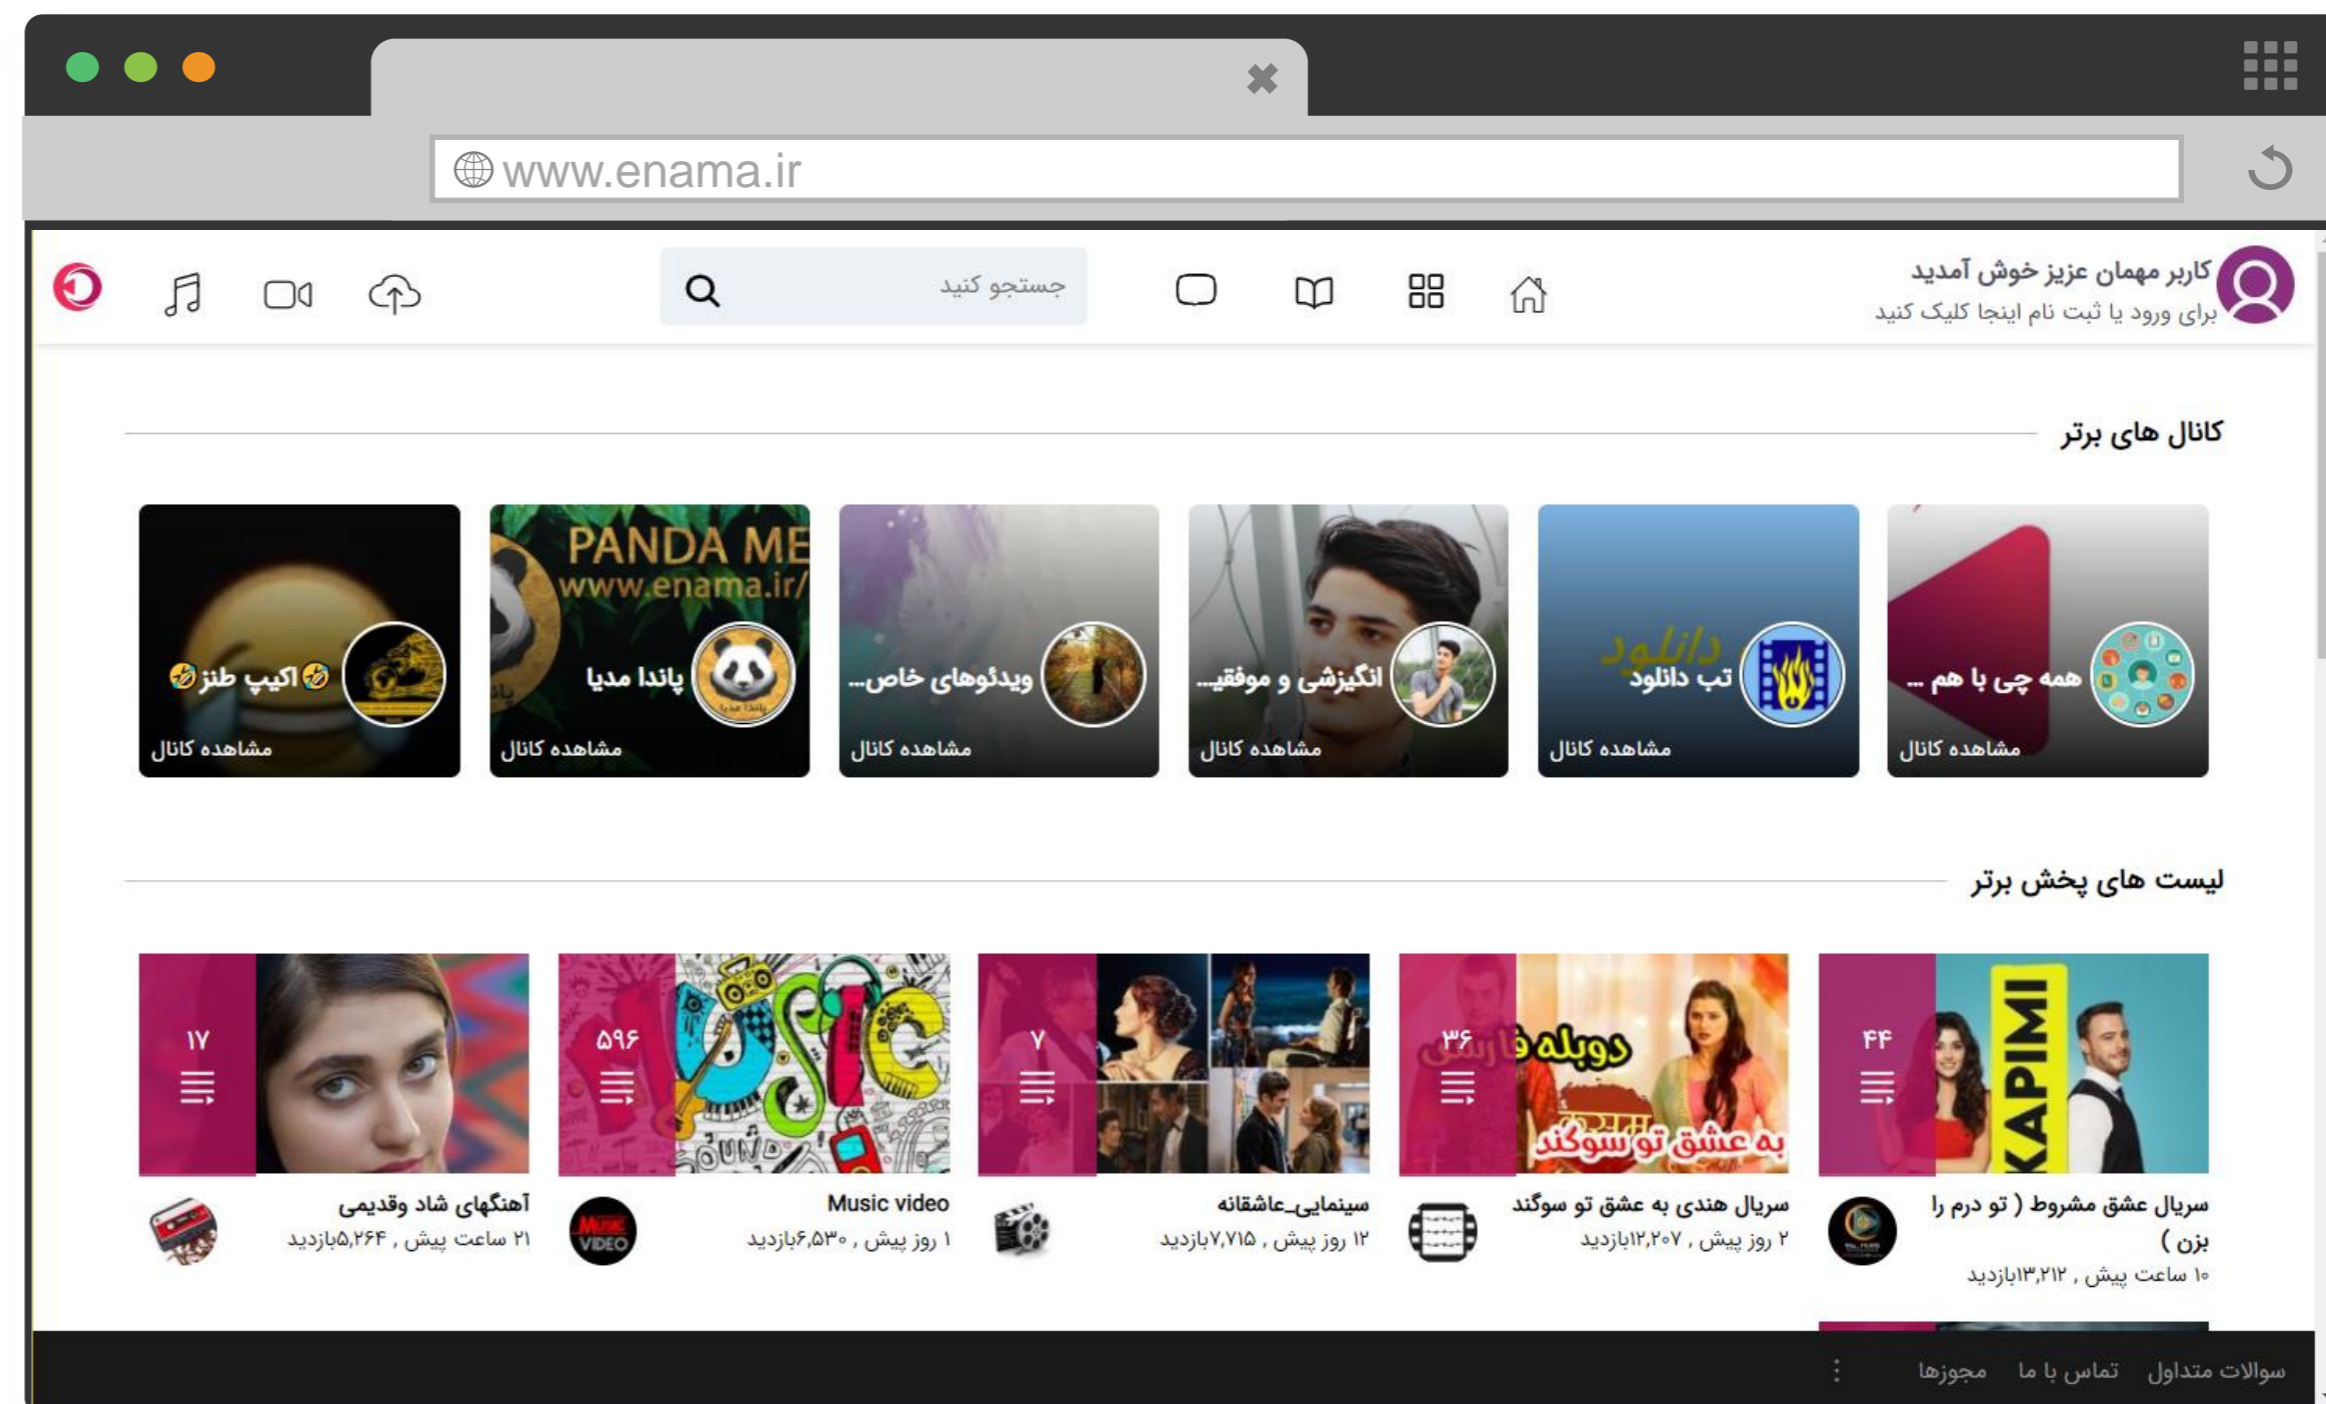 www.enama.ir
کاربر مهمان عزیز خوش آمدید
برای ورود یا ثبت نام اینجا کلیک کنید
جستجو کنید
کانال های برتر
همه چی با هم ...
مشاهده کانال
دانلود
تب دانلود
مشاهده کانال
انگیزشی و موفقیـ...
مشاهده کانال
ویدئوهای خاص...
مشاهده کانال
PANDA ME
www.enama.ir/
پاندا مدیا
مشاهده کانال
🤣اکیپ طنز🤣
مشاهده کانال
لیست های پخش برتر
۴۴
KAPIMI
سریال عشق مشروط ( تو درم را
بزن )
۱۰ ساعت پیش , ۱۳,۲۱۲بازدید
۳۶
دوبله فارسی
به عشق تو سوگند
سریال هندی به عشق تو سوگند
۲ روز پیش , ۱۲,۲۰۷بازدید
۷
سینمایی_عاشقانه
۱۲ روز پیش , ۷,۷۱۵بازدید
۵۹۶
MUSIC
SOUND
MUSIC
VIDEO
Music video
۱ روز پیش , ۶,۵۳۰بازدید
۱۷
آهنگهای شاد وقدیمی
۲۱ ساعت پیش , ۵,۲۶۴بازدید
سوالات متداول تماس با ما مجوزها